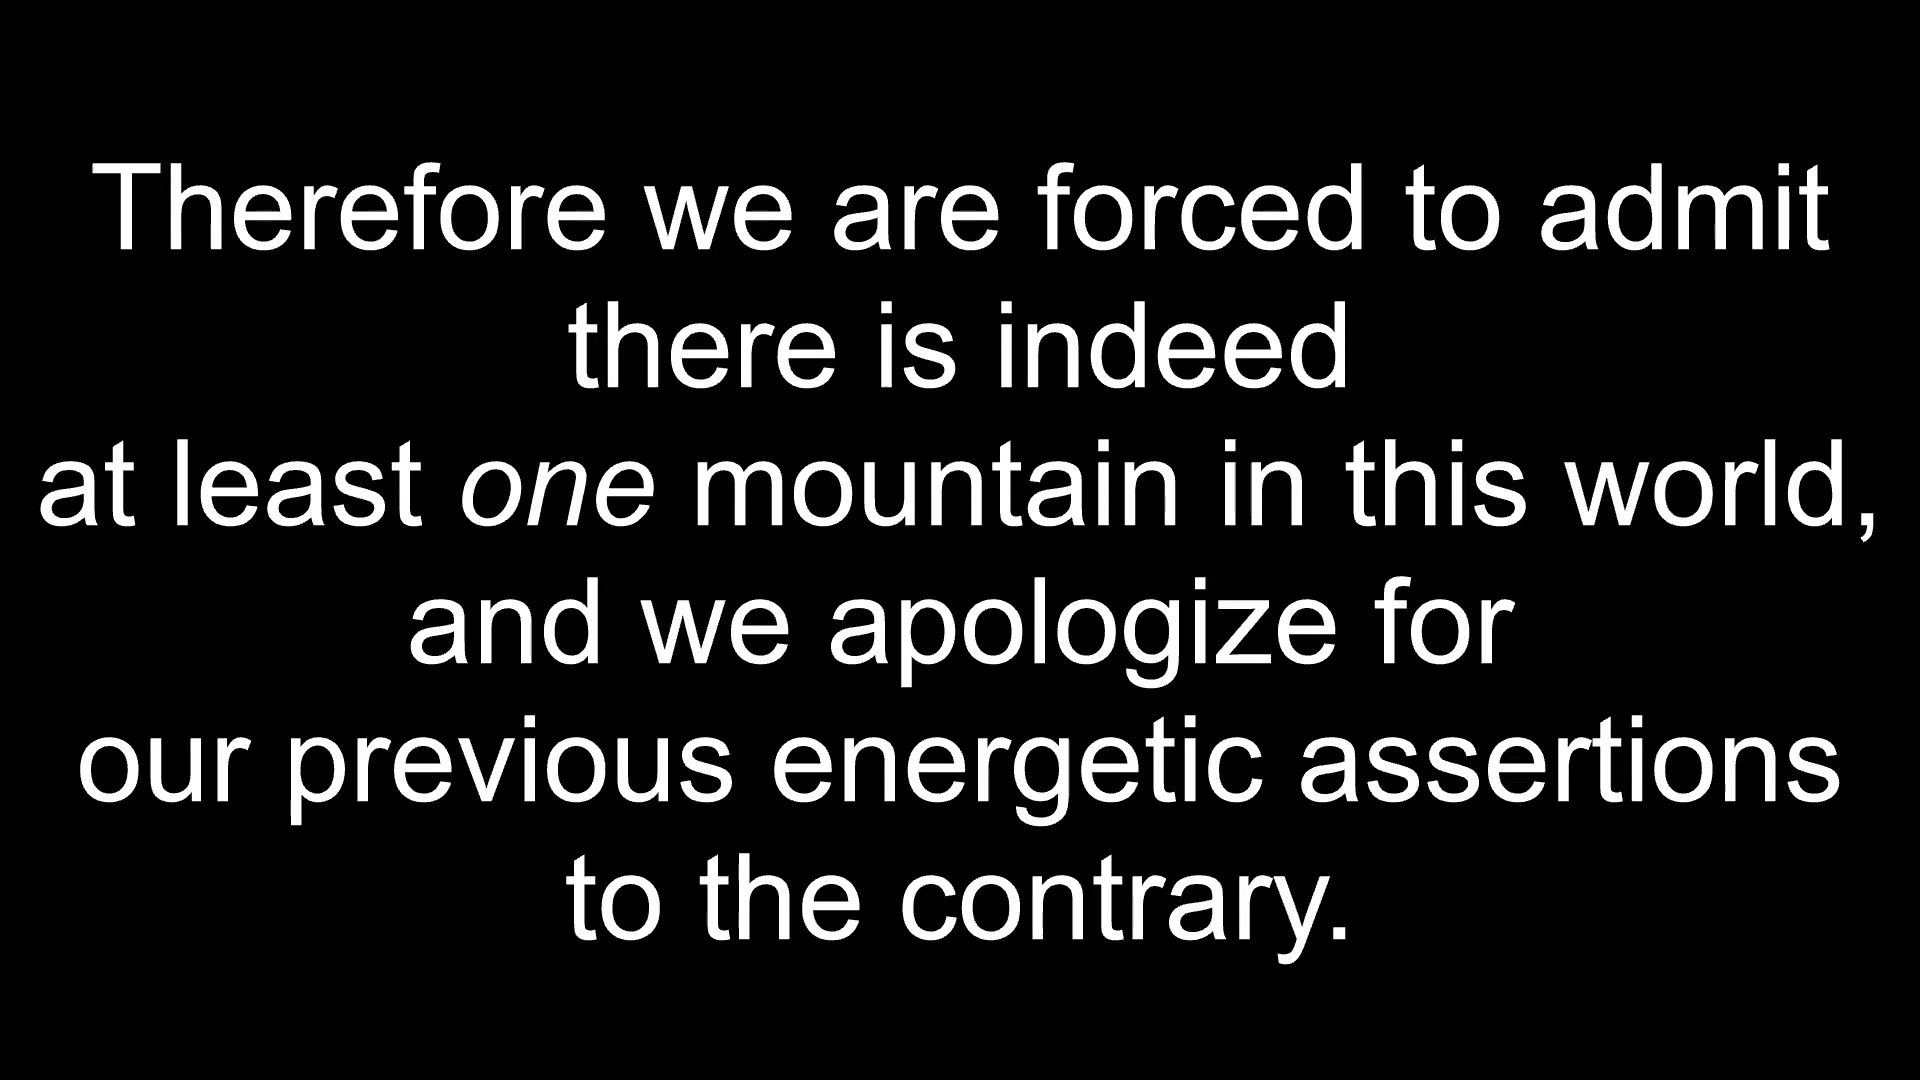 Therefore we are forced to admit
there is indeed
at least one mountain in this world,
and we apologize for
our previous energetic assertions
to the contrary.